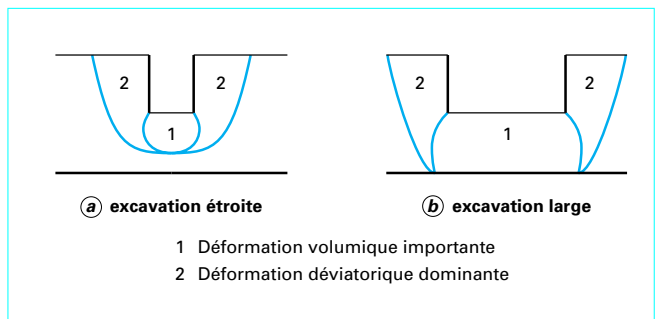 2 2 2 2
1 1
a excavation étroite b excavation large
1 Déformation volumique importante
2 Déformation déviatorique dominante